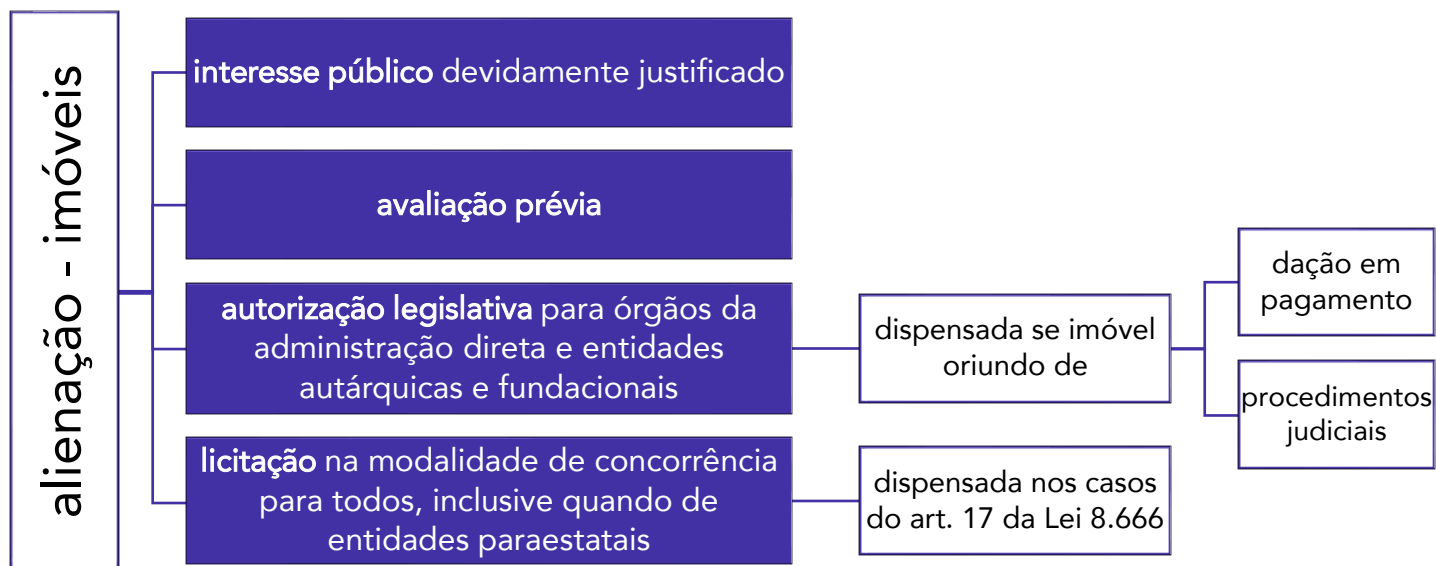 alienação - imóveis
interesse público devidamente justificado
avaliação prévia
autorização legislativa para órgãos da
administração direta e entidades
autárquicas e fundacionais
dispensada se imóvel
oriundo de
dação em
pagamento
procedimentos
judiciais
licitação na modalidade de concorrência
para todos, inclusive quando de
entidades paraestatais
dispensada nos casos
do art. 17 da Lei 8.666